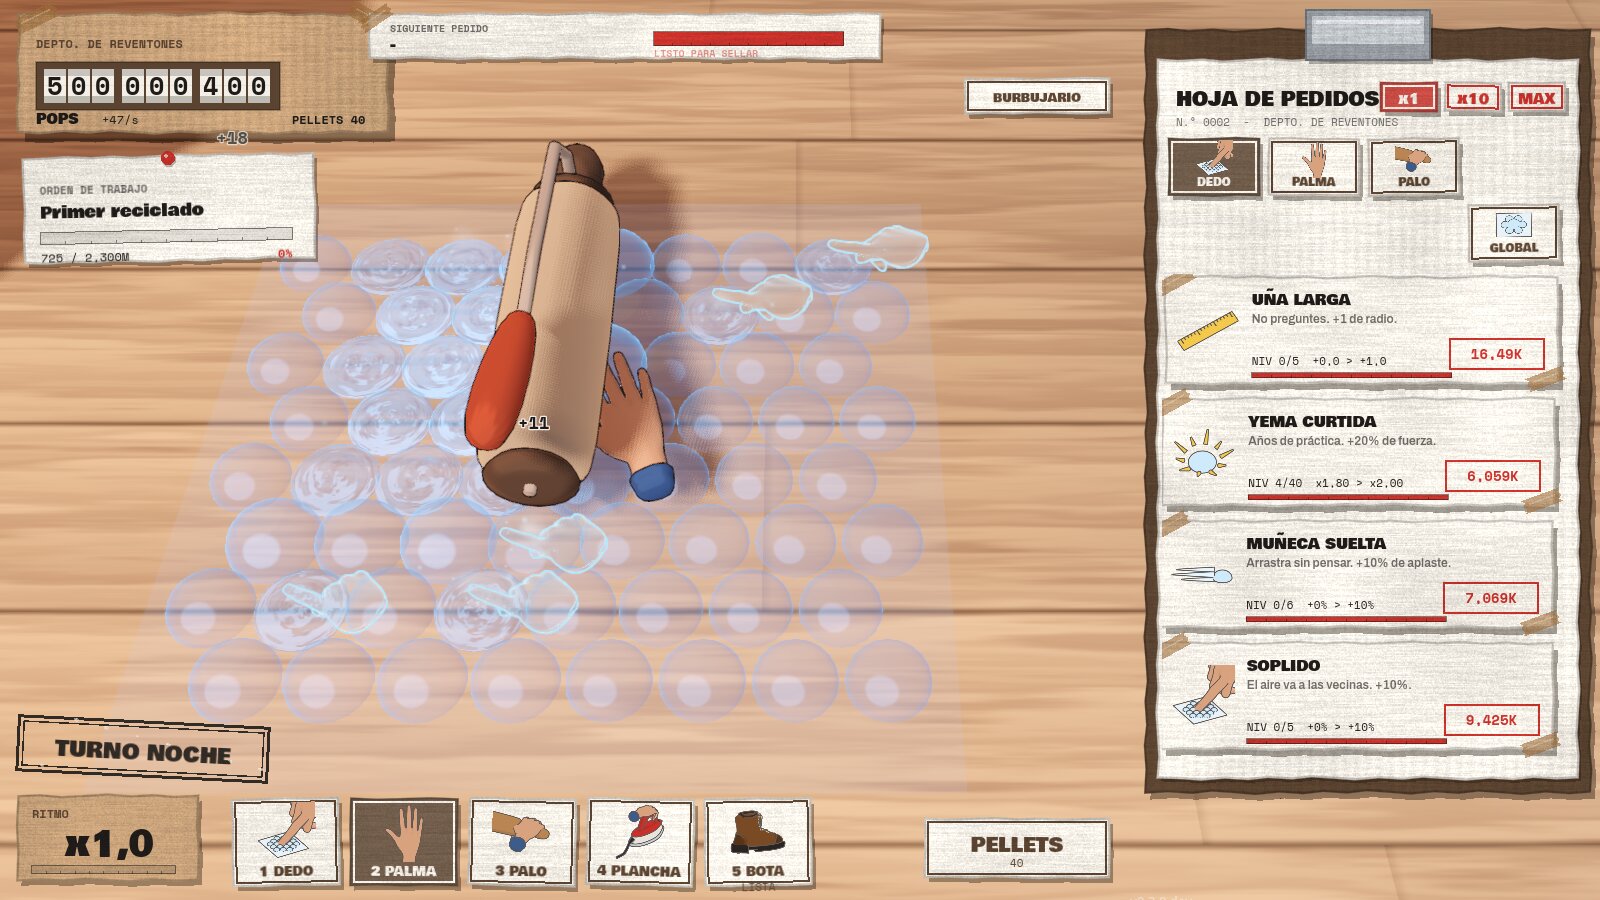 DEPTO. DE REVENTONES
500 000 400
POPS +47/s PELLETS 40
+18
SIGUIENTE PEDIDO
-
LISTO PARA SELLAR
BURBUJARIO
ORDEN DE TRABAJO
Primer reciclado
725 / 2,300M 0%
+11
HOJA DE PEDIDOS x1 x10 MAX
N.° 0002 - DEPTO. DE REVENTONES
DEDO PALMA PALO
GLOBAL
UÑA LARGA
No preguntes. +1 de radio.
NIV 0/5 +0,0 > +1,0
16,49K
YEMA CURTIDA
Años de práctica. +20% de fuerza.
NIV 4/40 x1,80 > x2,00
6,059K
MUÑECA SUELTA
Arrastra sin pensar. +10% de aplaste.
NIV 0/6 +0% > +10%
7,069K
SOPLIDO
El aire va a las vecinas. +10%.
NIV 0/5 +0% > +10%
9,425K
TURNO NOCHE
RITMO
x1,0
1 DEDO
2 PALMA
3 PALO
4 PLANCHA
5 BOTA
LISTA
PELLETS
40